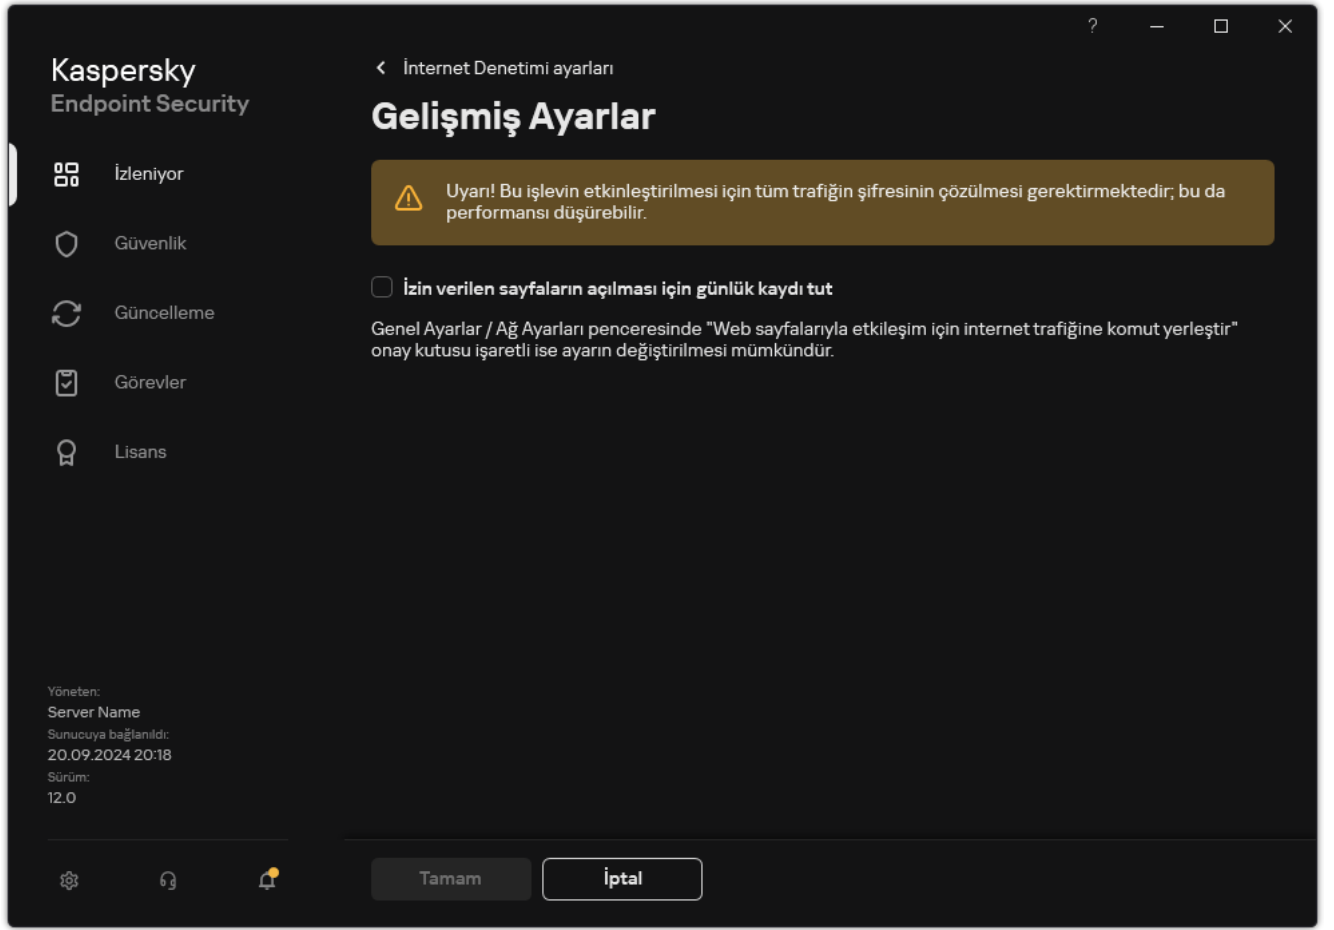 ?
Kaspersky
Endpoint Security
İzleniyor
Güvenlik
Güncelleme
Görevler
Lisans
Yöneten:
Server Name
Sunucuya bağlanıldı:
20.09.2024 20:18
Sürüm:
12.0
İnternet Denetimi ayarları
Gelişmiş Ayarlar
Uyarı! Bu işlevin etkinleştirilmesi için tüm trafiğin şifresinin çözülmesi gerektirmektedir; bu da
performansı düşürebilir.
İzin verilen sayfaların açılması için günlük kaydı tut
Genel Ayarlar / Ağ Ayarları penceresinde "Web sayfalarıyla etkileşim için internet trafiğine komut yerleştir"
onay kutusu işaretli ise ayarın değiştirilmesi mümkündür.
Tamam
İptal